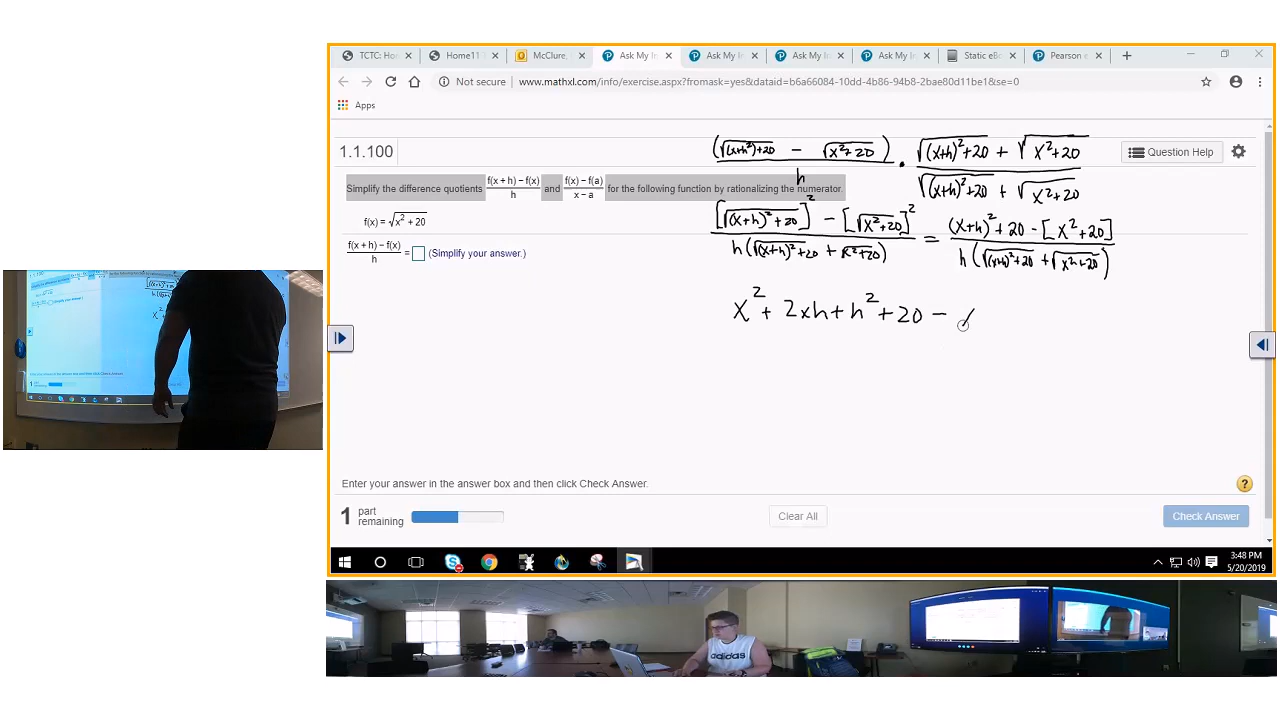 TCTC: Ho
Home11
McClure,
Ask My In
Ask My In
Ask My In
Ask My In
Static eBo
Pearson e
Not secure | www.mathxl.com/info/exercise.aspx?fromask=yes&dataid=b6a66084-10dd-4b86-94b8-2bae80d11be1&se=0
Apps
1.1.100
Question Help
Simplify the difference quotients f(x + h) − f(x) / h and f(x) − f(a) / x − a for the following function by rationalizing the numerator.
f(x) = √x² + 20
f(x + h) − f(x) / h = (Simplify your answer.)
(√(x+h²)+20 − √x²+20) / h · √(x+h)²+20 + √x²+20 / √(x+h)²+20 + √x²+20
[√(x+h)²+20]² − [√x²+20]² / h(√(x+h)²+20 + √x²+20) = (x+h)²+20 − [x²+20] / h(√(x+h)²+20 + √x²+20)
x² + 2xh + h² + 20 −
Enter your answer in the answer box and then click Check Answer.
?
1 part remaining
Clear All
Check Answer
3:48 PM
5/20/2019
adidas